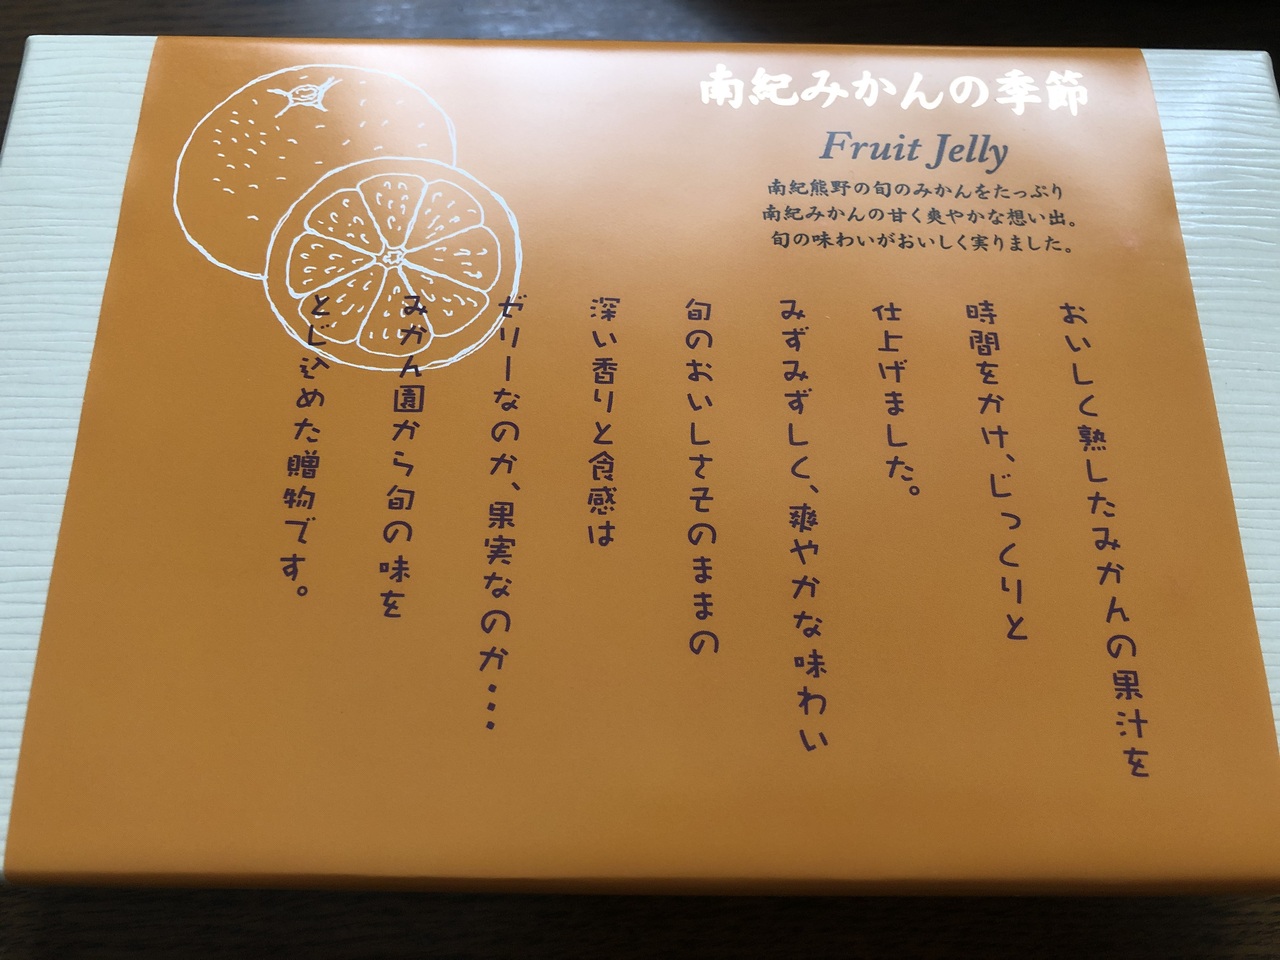 南紀みかんの季節
Fruit Jelly
南紀熊野の旬のみかんをたっぷり
南紀みかんの甘く爽やかな想い出。
旬の味わいがおいしく実りました。
おいしく熟したみかんの果汁を
時間をかけ、じっくりと
仕上げました。
みずみずしく、爽やかな味わい
旬のおいしさそのままの
深い香りと食感は
ゼリーなのか、果実なのか・・・
みかん園から旬の味を
とじ込めた贈物です。